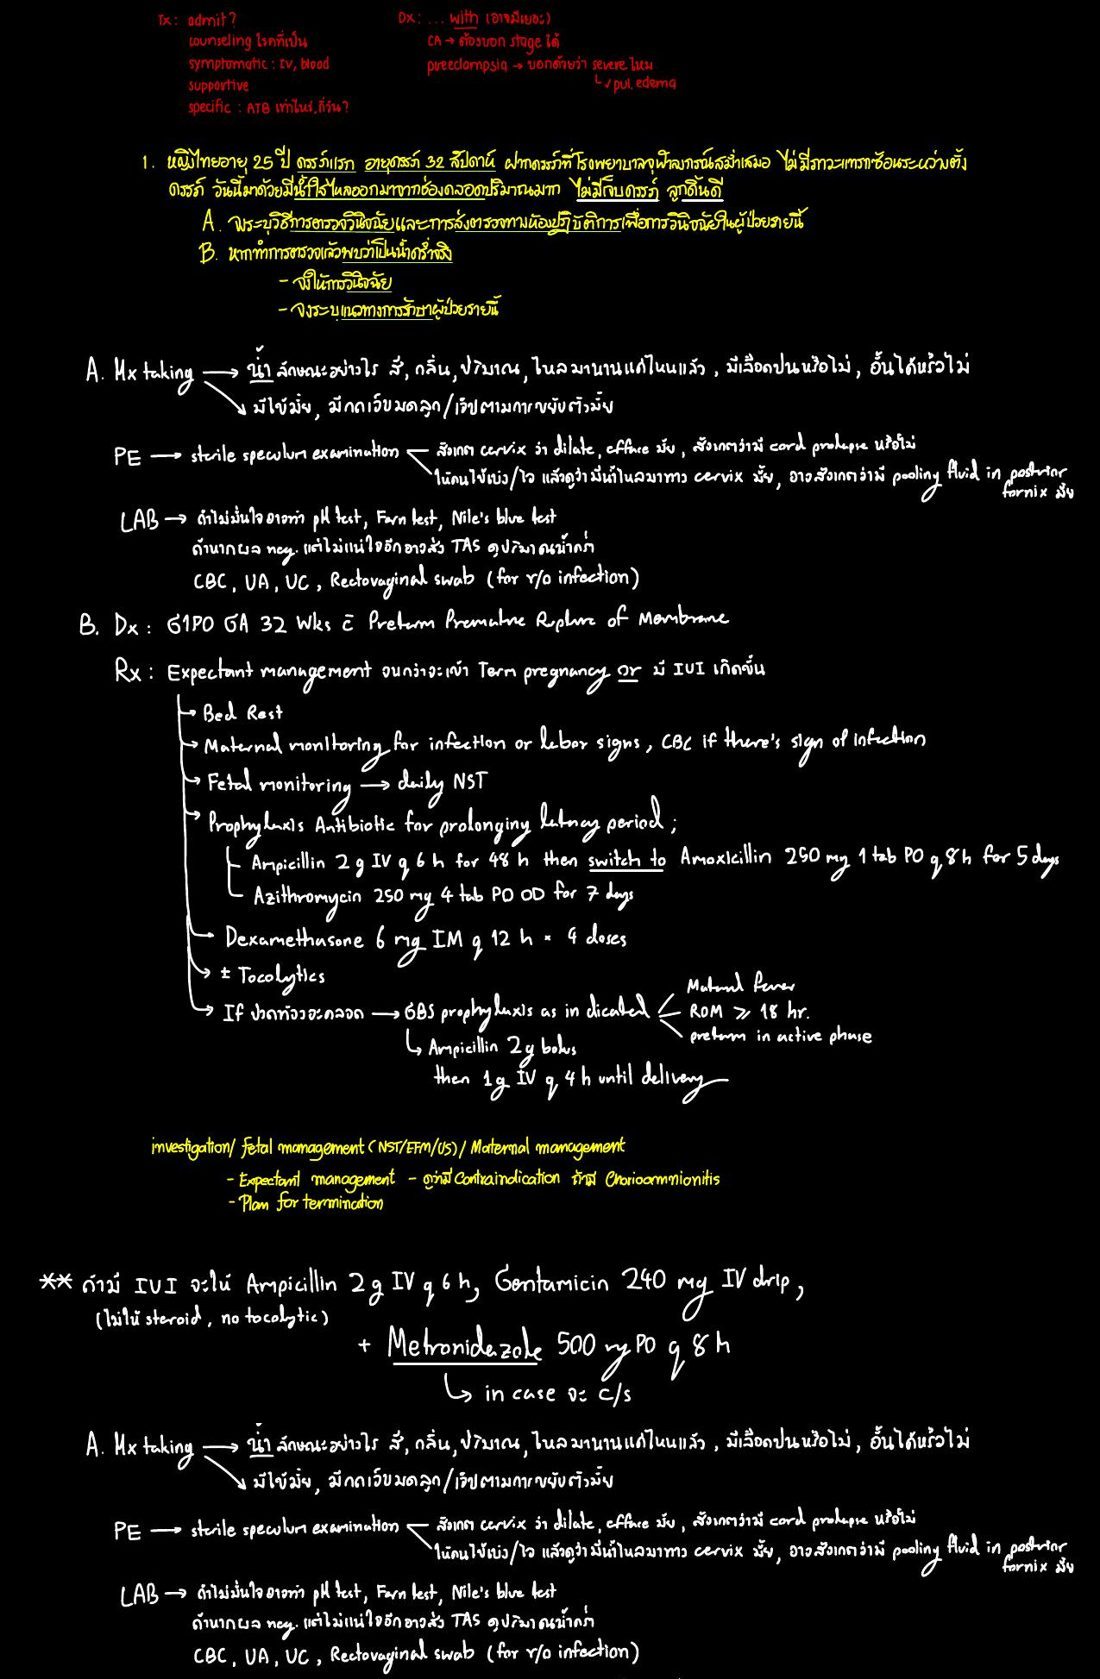 Tx: admit?
counseling โรคที่เป็น
symptomatic : IV, blood
supportive
specific : ATB เท่าไหร่, กี่วัน?
Dx: ... with (อาจมีเยอะ)
CA → ต้องบอก stage ได้
preeclampsia → บอกด้วยว่า severe ไหม
↳ pul. edema
1. หญิงไทยอายุ 25 ปี ครรภ์แรก อายุครรภ์ 32 สัปดาห์ ฝากครรภ์ที่โรงพยาบาลจุฬาลงกรณ์สม่ำเสมอ ไม่มีภาวะแทรกซ้อนระหว่างตั้ง
ครรภ์ วันนี้มาด้วยมีน้ำใสไหลออกมาจากช่องคลอดปริมาณมาก ไม่มีเจ็บครรภ์ ลูกดิ้นดี
A. จงระบุวิธีการตรวจวินิจฉัยและการส่งตรวจทางห้องปฏิบัติการเพื่อการวินิจฉัยในผู้ป่วยรายนี้
B. หากทำการตรวจแล้วพบว่าเป็นน้ำคร่ำจริง
- จงให้การวินิจฉัย
- จงระบุแนวทางการรักษาผู้ป่วยรายนี้
A. Mx taking → น้ำ ลักษณะอย่างไร สี, กลิ่น, ปริมาณ, ไหลมานานแค่ไหนแล้ว, มีเลือดปนหรือไม่, อั้นได้หรือไม่
มีไข้มั้ย, มีกดเจ็บมดลูก/เจ็บตามการขยับตัวมั้ย
PE → sterile speculum examination สังเกต cervix ว่า dilate, efface มั้ย, สังเกตว่ามี cord prolapse หรือไม่
ให้คนไข้เบ่ง/ไอ แล้วดูว่ามีน้ำไหลมาทาง cervix มั้ย, อาจสังเกตว่ามี pooling fluid in posterior
fornix มั้ย
LAB → ถ้าไม่มั่นใจอาจทำ pH test, Fern test, Nile's blue test
ถ้าหากผล neg. แต่ไม่แน่ใจอีกอาจส่ง TAS ดูปริมาณน้ำคร่ำ
CBC, UA, UC, Rectovaginal swab (for r/o infection)
B. Dx: G1P0 GA 32 wks c̄ Preterm Premature Rupture of Membrane
Rx: Expectant management จนกว่าจะเข้า Term pregnancy or มี IUI เกิดขึ้น
→ Bed Rest
→ Maternal monitoring for infection or labor signs, CBC if there's sign of infection
→ Fetal monitoring → daily NST
→ Prophylaxis Antibiotic for prolonging latency period;
Ampicillin 2 g IV q 6 h for 48 h then switch to Amoxicillin 250 mg 1 tab PO q 8 h for 5 days
Azithromycin 250 mg 4 tab PO OD for 7 days
→ Dexamethasone 6 mg IM q 12 h × 4 doses
→ ± Tocolytics
→ If ปวดท้องจะคลอด → GBS prophylaxis as indicated
Maternal fever
ROM ≥ 18 hr.
preterm in active phase
↳ Ampicillin 2g bolus
then 1g IV q 4 h until delivery
investigation/ fetal management (NST/EFM/US)/ Maternal management
- Expectant management - ดูว่ามี contraindication ถ้ามี Chorioamnionitis
- Plan for termination
** ถ้ามี IUI จะให้ Ampicillin 2 g IV q 6 h, Gentamicin 240 mg IV drip,
(ไม่ให้ steroid, no tocolytic)
+ Metronidazole 500 mg PO q 8 h
↳ in case จะ c/s
A. Mx taking → น้ำ ลักษณะอย่างไร สี, กลิ่น, ปริมาณ, ไหลมานานแค่ไหนแล้ว, มีเลือดปนหรือไม่, อั้นได้หรือไม่
มีไข้มั้ย, มีกดเจ็บมดลูก/เจ็บตามการขยับตัวมั้ย
PE → sterile speculum examination สังเกต cervix ว่า dilate, efface มั้ย, สังเกตว่ามี cord prolapse หรือไม่
ให้คนไข้เบ่ง/ไอ แล้วดูว่ามีน้ำไหลมาทาง cervix มั้ย, อาจสังเกตว่ามี pooling fluid in posterior
fornix มั้ย
LAB → ถ้าไม่มั่นใจอาจทำ pH test, Fern test, Nile's blue test
ถ้าหากผล neg. แต่ไม่แน่ใจอีกอาจส่ง TAS ดูปริมาณน้ำคร่ำ
CBC, UA, UC, Rectovaginal swab (for r/o infection)